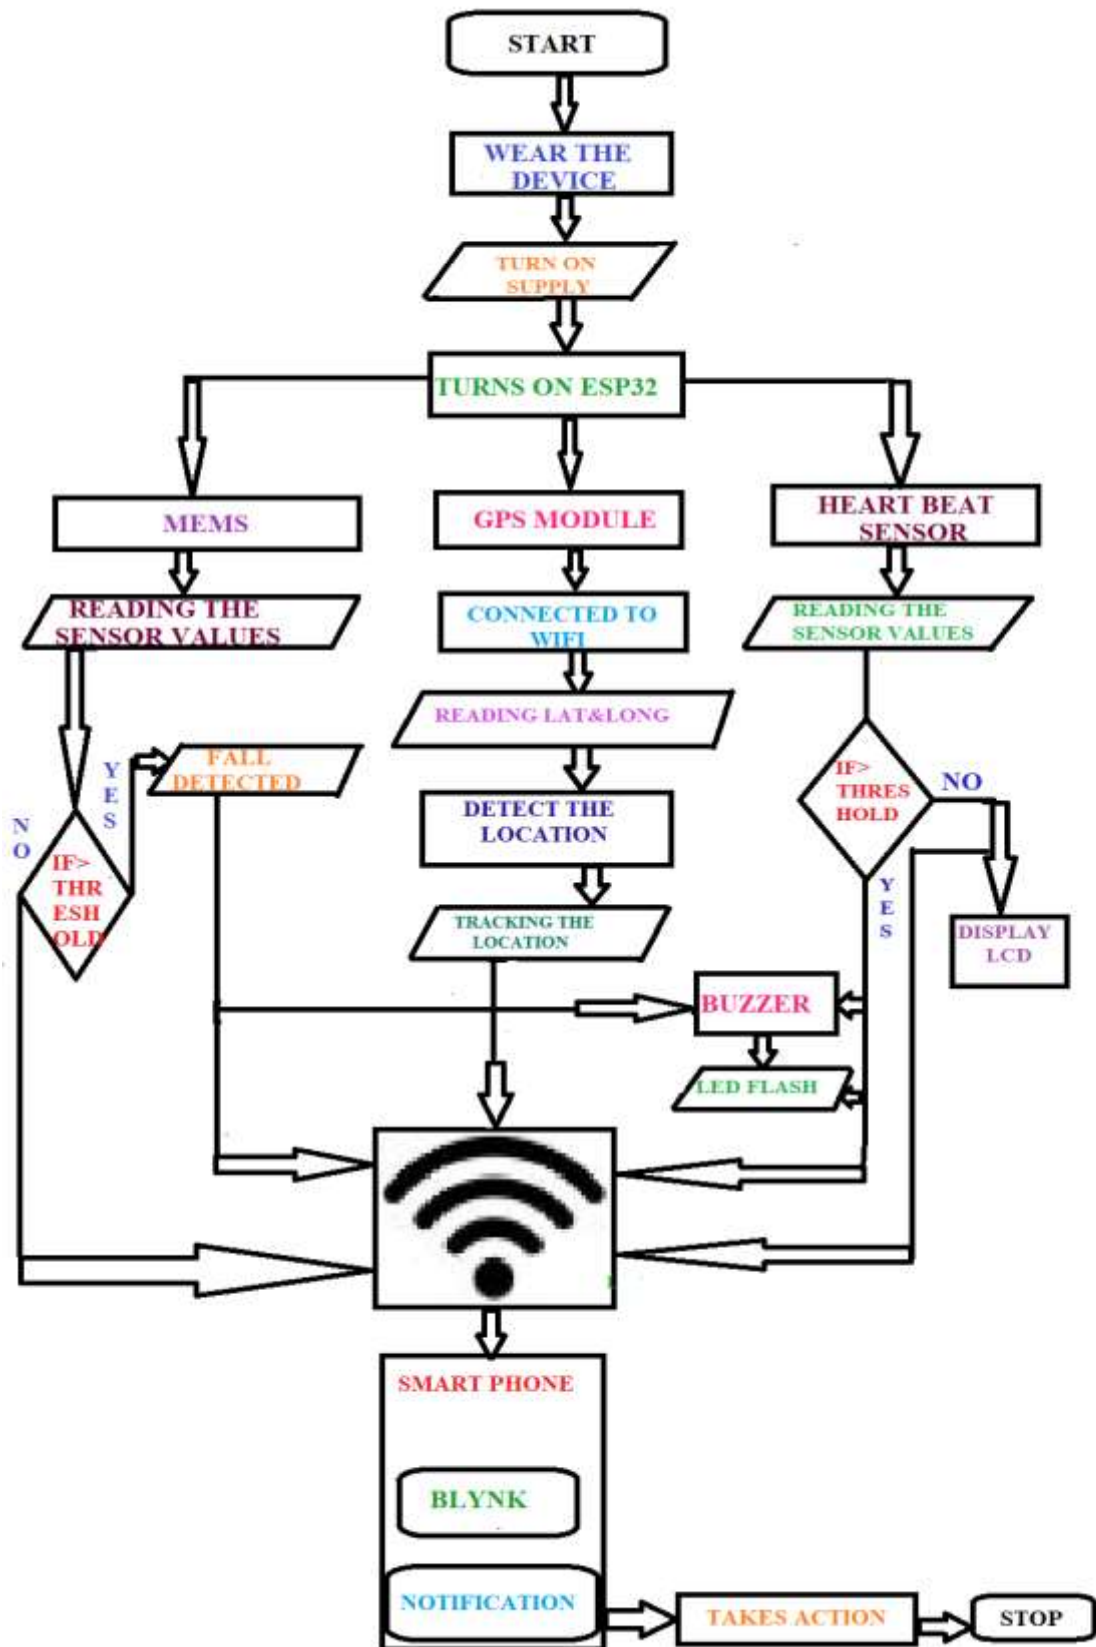 START
WEAR THE
DEVICE
TURN ON
SUPPLY
TURNS ON ESP32
MEMS
GPS MODULE
HEART BEAT
SENSOR
READING THE
SENSOR VALUES
CONNECTED TO
WIFI
READING THE
SENSOR VALUES
READING LAT&LONG
FALL
DETECTED
YES
NO
IF>
THR
ESH
OLD
DETECT THE
LOCATION
IF>
THRES
HOLD
NO
YES
TRACKING THE
LOCATION
DISPLAY
LCD
BUZZER
LED FLASH
SMART PHONE
BLYNK
NOTIFICATION
TAKES ACTION
STOP